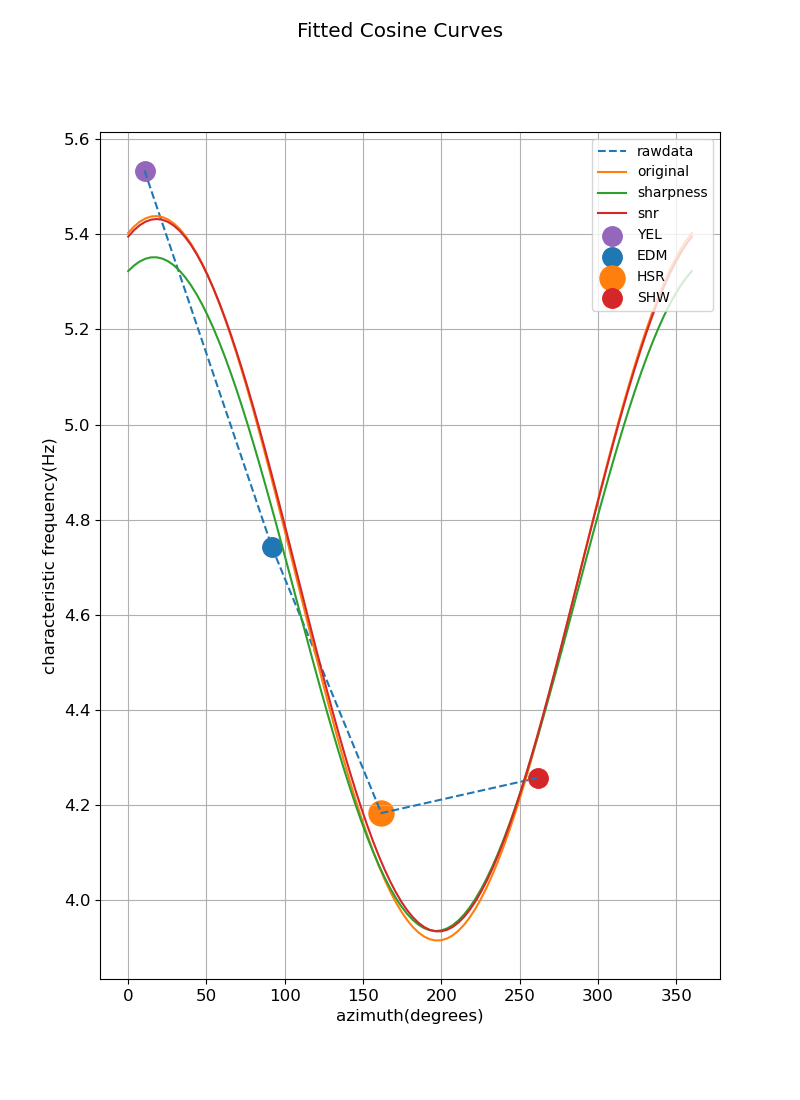 Fitted Cosine Curves
5.6
5.4
5.2
5.0
4.8
4.6
4.4
4.2
4.0
characteristic frequency(Hz)
rawdata
original
sharpness
snr
YEL
EDM
HSR
SHW
0 50 100 150 200 250 300 350
azimuth(degrees)